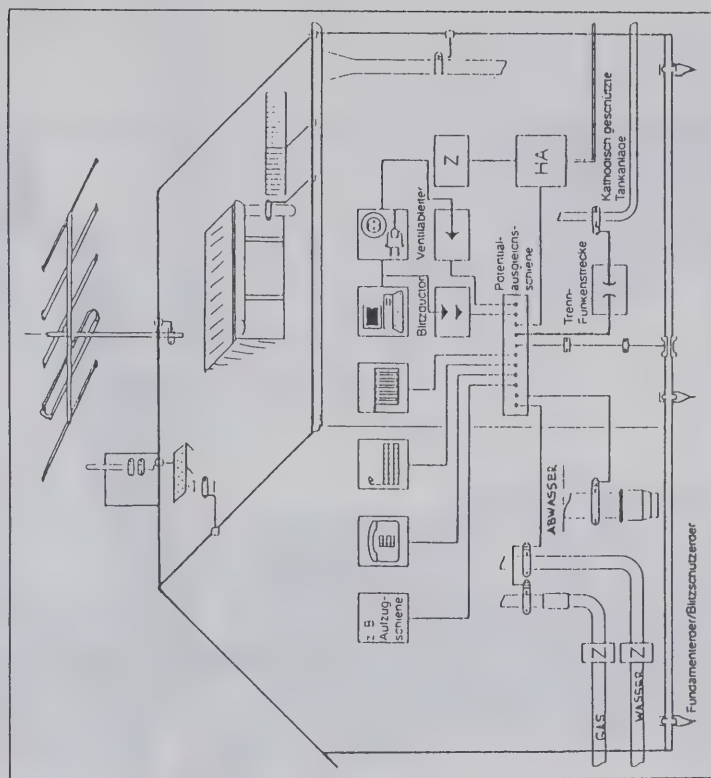 z B
Aufzug-
schiene
Blitzductor
Ventilableiter
Z
HA
Potential-
ausgleichs-
schiene
Trenn-
Funkenstrecke
Kathodisch geschützte
Tankanlage
ABWASSER
GAS
Z
WASSER
Z
Fundamenterder/Blitzschutzerder